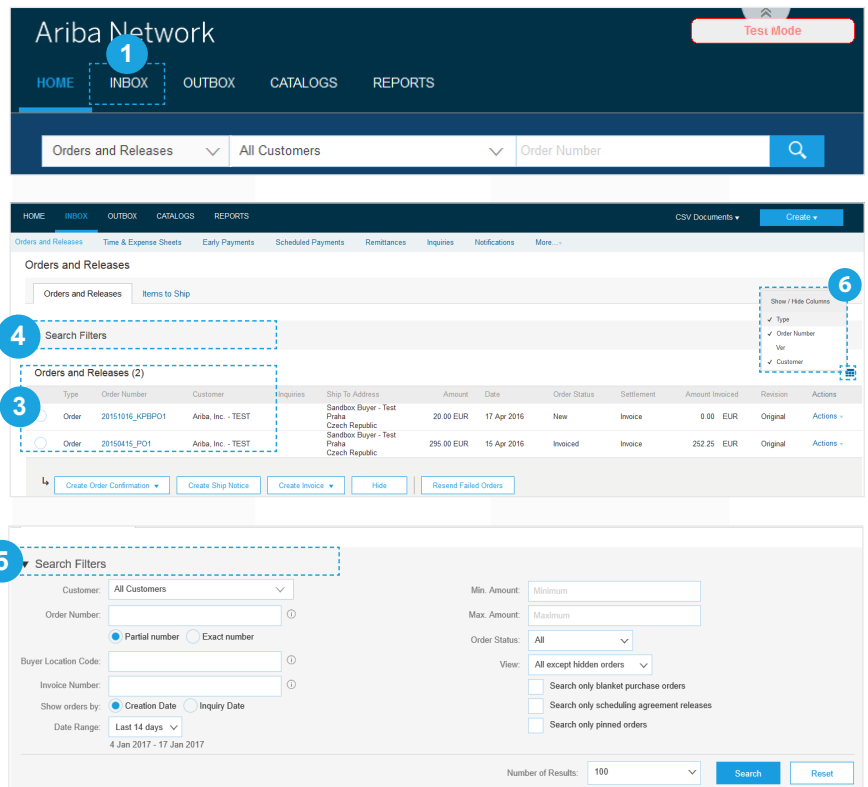 Ariba Network
Test Mode
1
HOME INBOX OUTBOX CATALOGS REPORTS
Orders and Releases All Customers Order Number
HOME INBOX OUTBOX CATALOGS REPORTS CSV Documents Create
Orders and Releases Time & Expense Sheets Early Payments Scheduled Payments Remittances Inquiries Notifications More...
Orders and Releases
6
Orders and Releases Items to Ship
Show / Hide Columns
✓ Type
✓ Order Number
Ver
✓ Customer
4
Search Filters
Orders and Releases (2)
3
Type Order Number Customer Inquiries Ship To Address Amount Date Order Status Settlement Amount Invoiced Revision Actions
Order 20151016_KPBPO1 Ariba, Inc. - TEST Sandbox Buyer - Test Praha Czech Republic 20.00 EUR 17 Apr 2016 New Invoice 0.00 EUR Original Actions
Order 20150415_PO1 Ariba, Inc. - TEST Sandbox Buyer - Test Praha Czech Republic 295.00 EUR 15 Apr 2016 Invoiced Invoice 252.25 EUR Original Actions
Create Order Confirmation Create Ship Notice Create Invoice Hide Resend Failed Orders
5
Search Filters
Customer: All Customers Min. Amount: Minimum
Order Number: Max. Amount: Maximum
Partial number Exact number Order Status: All
Buyer Location Code: View: All except hidden orders
Invoice Number: Search only blanket purchase orders
Show orders by: Creation Date Inquiry Date Search only scheduling agreement releases
Date Range: Last 14 days Search only pinned orders
4 Jan 2017 - 17 Jan 2017
Number of Results: 100 Search Reset